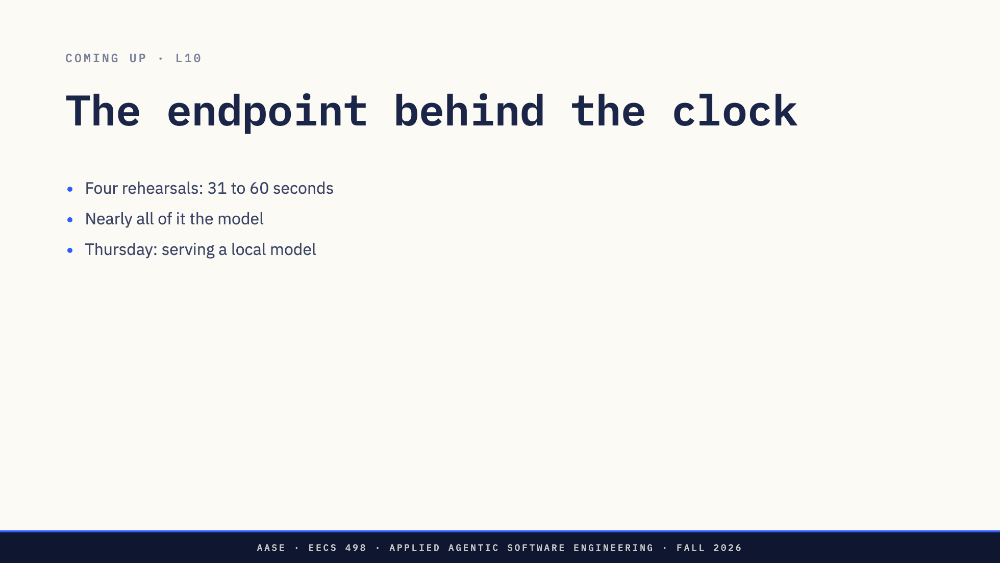 COMING UP · L10
The endpoint behind the clock
• Four rehearsals: 31 to 60 seconds
• Nearly all of it the model
• Thursday: serving a local model
AASE · EECS 498 · APPLIED AGENTIC SOFTWARE ENGINEERING · FALL 2026